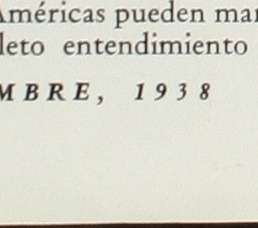 Américas pueden mar
leto entendimiento
MBRE, 1938